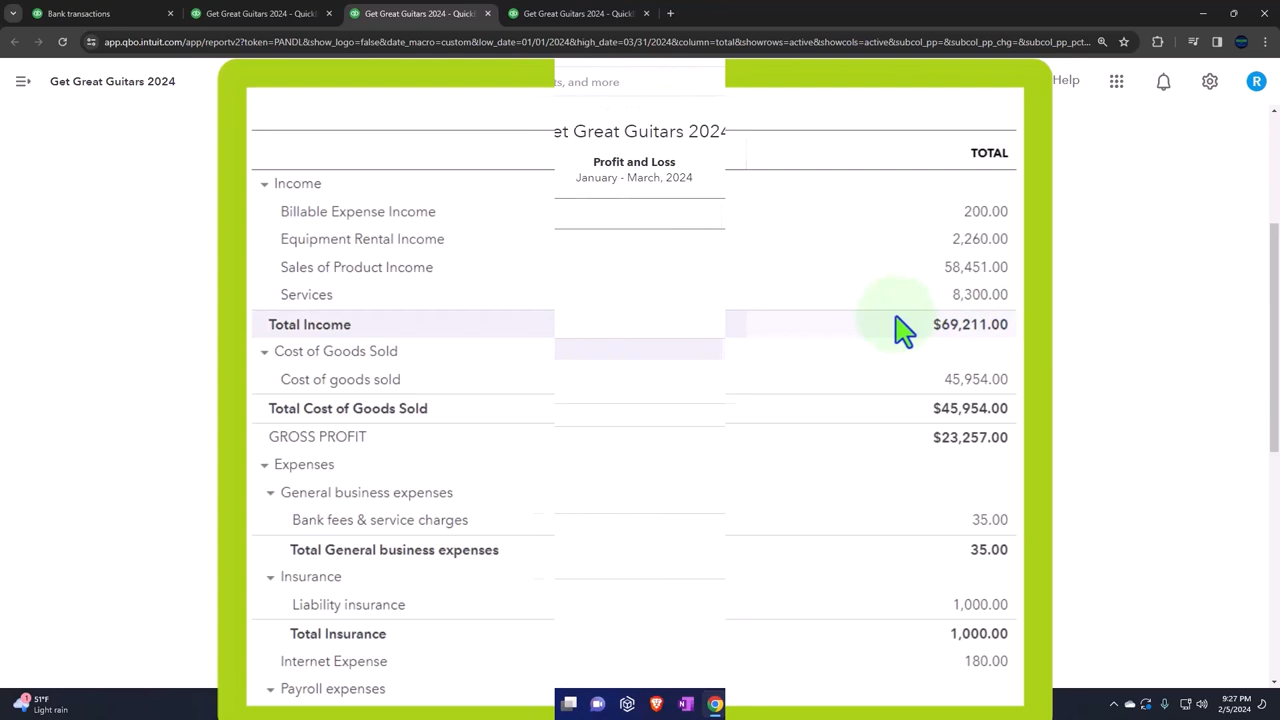 Bank transactions
Get Great Guitars 2024 - Quick
Get Great Guitars 2024 - Quick
Get Great Guitars 2024 - Quick
app.qbo.intuit.com/app/reportv2?token=PANDL&show_logo=false&date_macro=custom&low_date=01/01/2024&high_date=03/31/2024&column=total&showrows=active&showcols=active&subcol_pp=&subcol_pp_chg=&subcol_pp_pct...
Get Great Guitars 2024
ts, and more
Help
R
et Great Guitars 2024
Profit and Loss
January - March, 2024
TOTAL
Income
Billable Expense Income 200.00
Equipment Rental Income 2,260.00
Sales of Product Income 58,451.00
Services 8,300.00
Total Income $69,211.00
Cost of Goods Sold
Cost of goods sold 45,954.00
Total Cost of Goods Sold $45,954.00
GROSS PROFIT $23,257.00
Expenses
General business expenses
Bank fees & service charges 35.00
Total General business expenses 35.00
Insurance
Liability insurance 1,000.00
Total Insurance 1,000.00
Internet Expense 180.00
Payroll expenses
1
51°F
Light rain
9:27 PM
2/5/2024